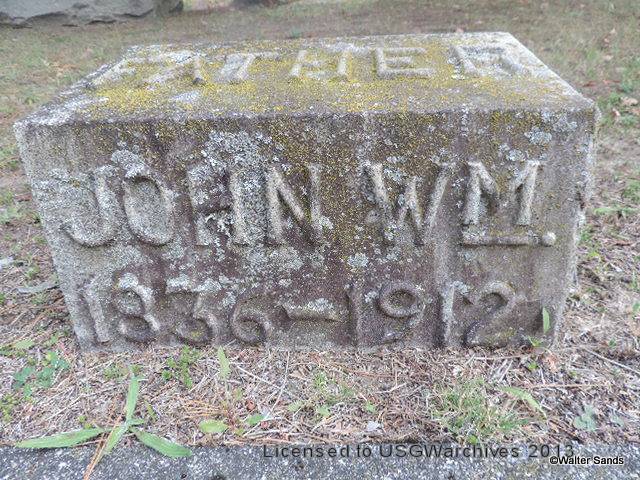 FATHER
JOHN WM.
1836-1912
Licensed to USGWarchives 2013
©Walter Sands